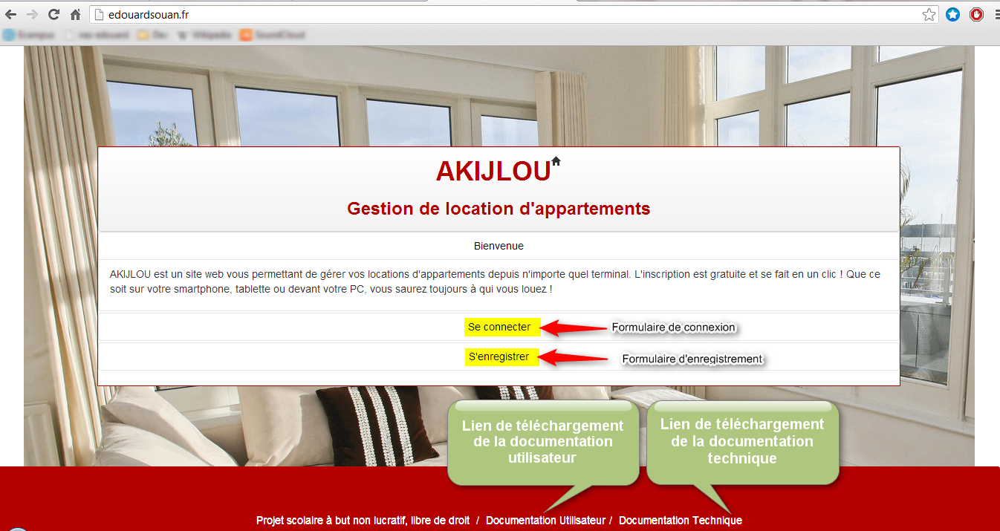 edouardsouan.fr
Ecampus nav-edouard Wikipedia SoundCloud
AKIJLOU
Gestion de location d'appartements
Bienvenue
AKIJLOU est un site web vous permettant de gérer vos locations d'appartements depuis n'importe quel terminal. L'inscription est gratuite et se fait en un clic ! Que ce
soit sur votre smartphone, tablette ou devant votre PC, vous saurez toujours à qui vous louez !
Se connecter
Formulaire de connexion
S'enregistrer
Formulaire d'enregistrement
Lien de téléchargement
de la documentation
utilisateur
Lien de téléchargement
de la documentation
technique
Projet scolaire à but non lucratif, libre de droit / Documentation Utilisateur / Documentation Technique